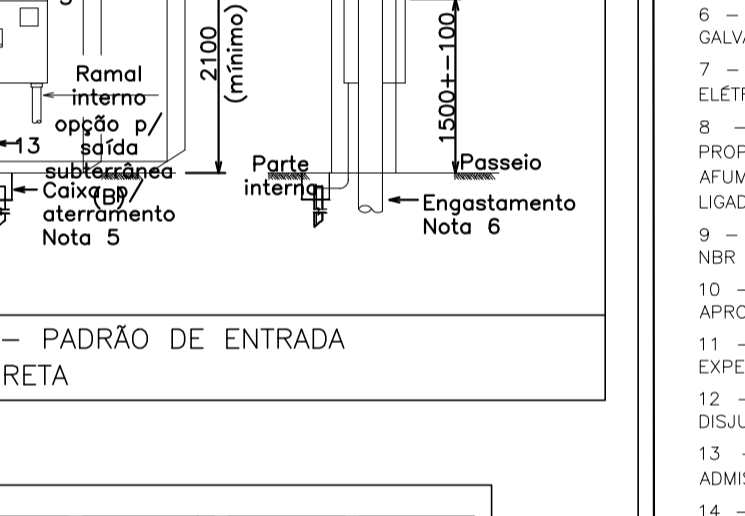 2100
(mínimo)
1500+-100
Ramal
interno
opção p/
saída
subterrânea
(B)
13
Caixa p/
aterramento
Nota 5
Parte
interna
Passeio
Engastamento
Nota 6
- PADRÃO DE ENTRADA
RETA
6 -
GALVA
7 -
ELÉTR
8 -
PROP
AFUM
LIGAD
9 -
NBR
10 -
APRO
11 -
EXPE
12 -
DISJU
13 -
ADMIS
14 -